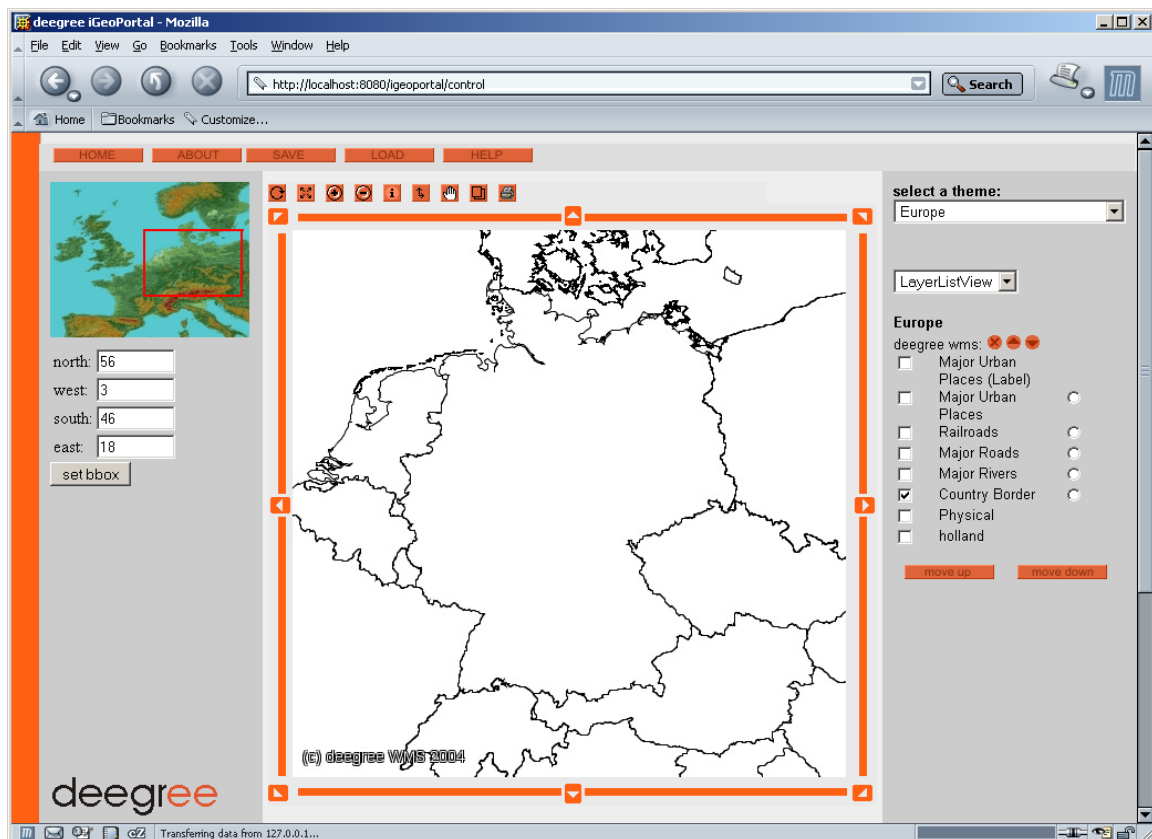 deegree iGeoPortal - Mozilla
File Edit View Go Bookmarks Tools Window Help
http://localhost:8080/igeoportal/control
Search
Home Bookmarks Customize...
HOME ABOUT SAVE LOAD HELP
select a theme:
Europe
LayerListView
Europe
deegree wms:
Major Urban
Places (Label)
Major Urban
Places
Railroads
Major Roads
Major Rivers
Country Border
Physical
holland
move up move down
north: 56
west: 3
south: 46
east: 18
set bbox
(c) deegree WMS 2004
deegree
Transferring data from 127.0.0.1...